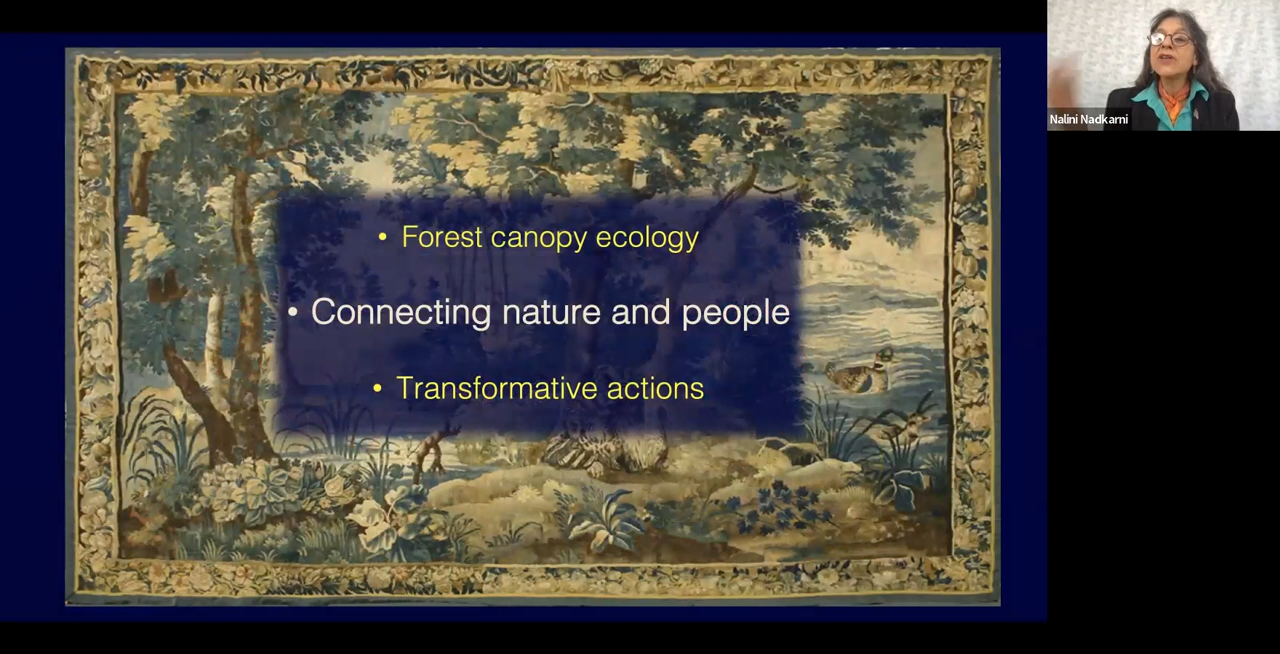 • Forest canopy ecology
• Connecting nature and people
• Transformative actions
Nalini Nadkarni